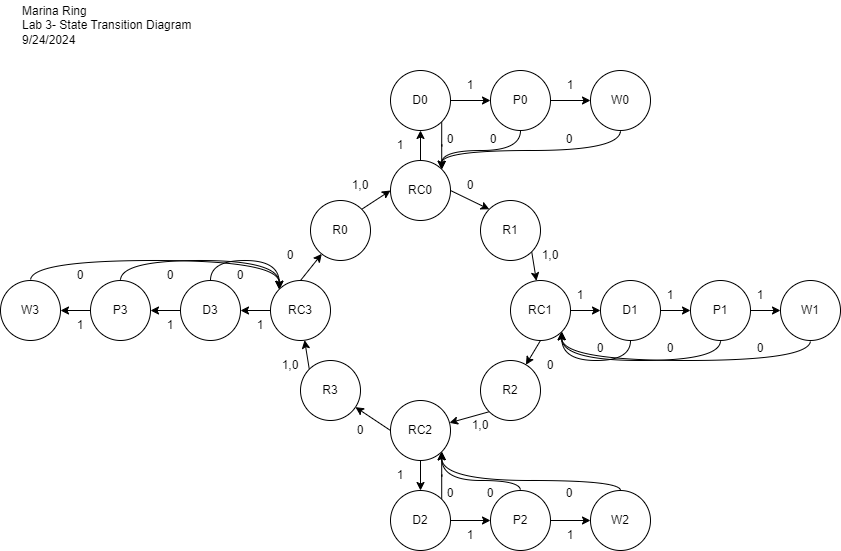 Marina Ring
Lab 3- State Transition Diagram
9/24/2024
1 1
D0 P0 W0
1 0 0 0
1,0 RC0 0
R0 R1
0 1,0
0 0 0 1 1 1
W3 P3 D3 RC3 RC1 D1 P1 W1
1 1 1 0 0 0
1,0 0
R3 R2
0 RC2 1,0
1 0 0 0
D2 P2 W2
1 1